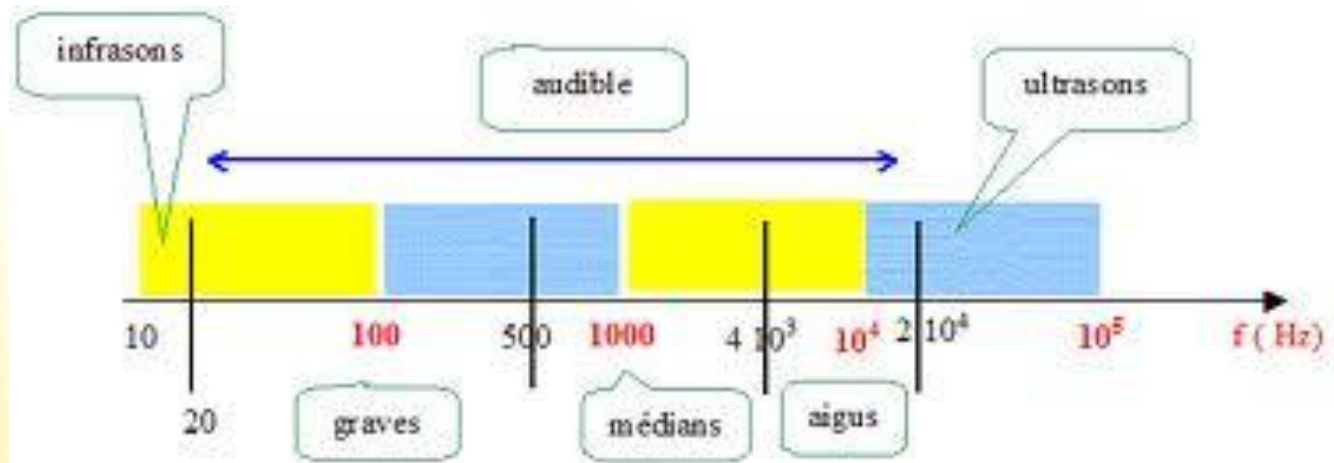 infrasons
audible
ultrasons
10 100 500 1000 4 10³ 10⁴ 2 10⁴ 10⁵ f ( Hz)
20
graves
médians
aigus